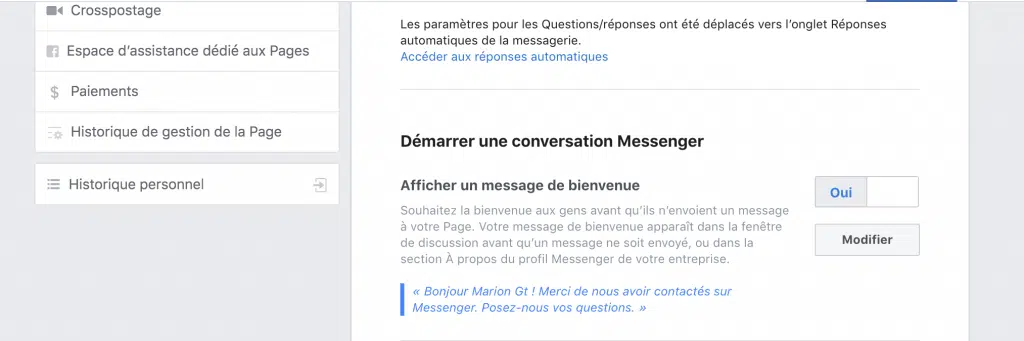 Crosspostage
Espace d'assistance dédié aux Pages
Paiements
Historique de gestion de la Page
Historique personnel
Les paramètres pour les Questions/réponses ont été déplacés vers l'onglet Réponses
automatiques de la messagerie.
Accéder aux réponses automatiques
Démarrer une conversation Messenger
Afficher un message de bienvenue
Oui
Souhaitez la bienvenue aux gens avant qu'ils n'envoient un message
à votre Page. Votre message de bienvenue apparaît dans la fenêtre
de discussion avant qu'un message ne soit envoyé, ou dans la
section À propos du profil Messenger de votre entreprise.
Modifier
« Bonjour Marion Gt ! Merci de nous avoir contactés sur
Messenger. Posez-nous vos questions. »